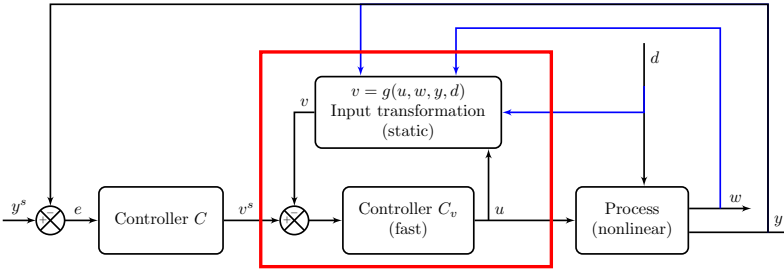 d
v = g(u, w, y, d)
v
Input transformation
(static)
y^s
+
−
e
Controller C
v^s
+
−
Controller C_v
(fast)
u
Process
(nonlinear)
w
y